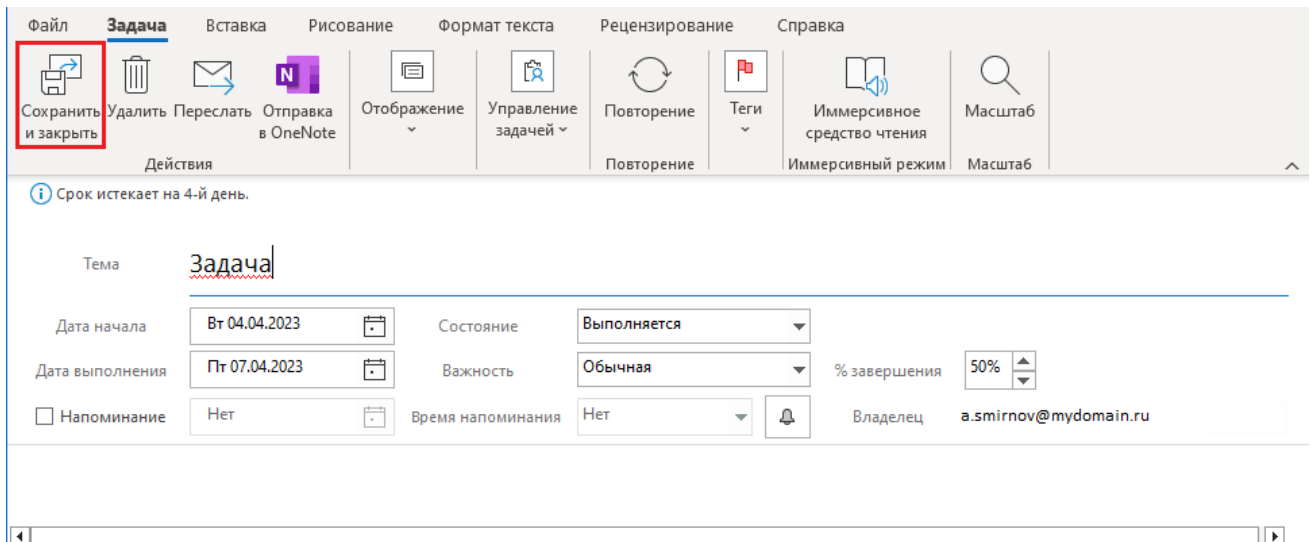 Файл Задача Вставка Рисование Формат текста Рецензирование Справка
Сохранить и закрыть
Удалить
Переслать
Отправка в OneNote
Отображение
Управление задачей
Повторение
Теги
Иммерсивное средство чтения
Масштаб
Действия Повторение Иммерсивный режим Масштаб
Срок истекает на 4-й день.
Тема Задача
Дата начала Вт 04.04.2023 Состояние Выполняется
Дата выполнения Пт 07.04.2023 Важность Обычная % завершения 50%
Напоминание Нет Время напоминания Нет Владелец a.smirnov@mydomain.ru